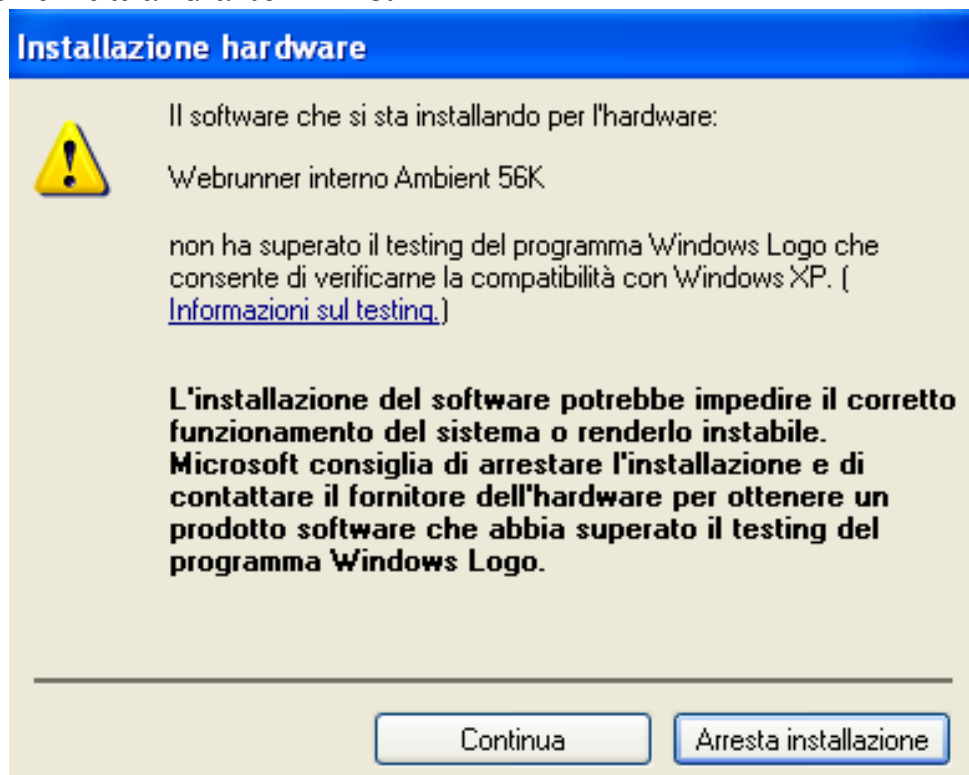 Installazione hardware
Il software che si sta installando per l'hardware:
Webrunner interno Ambient 56K
non ha superato il testing del programma Windows Logo che
consente di verificarne la compatibilità con Windows XP. (
Informazioni sul testing.)
L'installazione del software potrebbe impedire il corretto
funzionamento del sistema o renderlo instabile.
Microsoft consiglia di arrestare l'installazione e di
contattare il fornitore dell'hardware per ottenere un
prodotto software che abbia superato il testing del
programma Windows Logo.
Continua
Arresta installazione